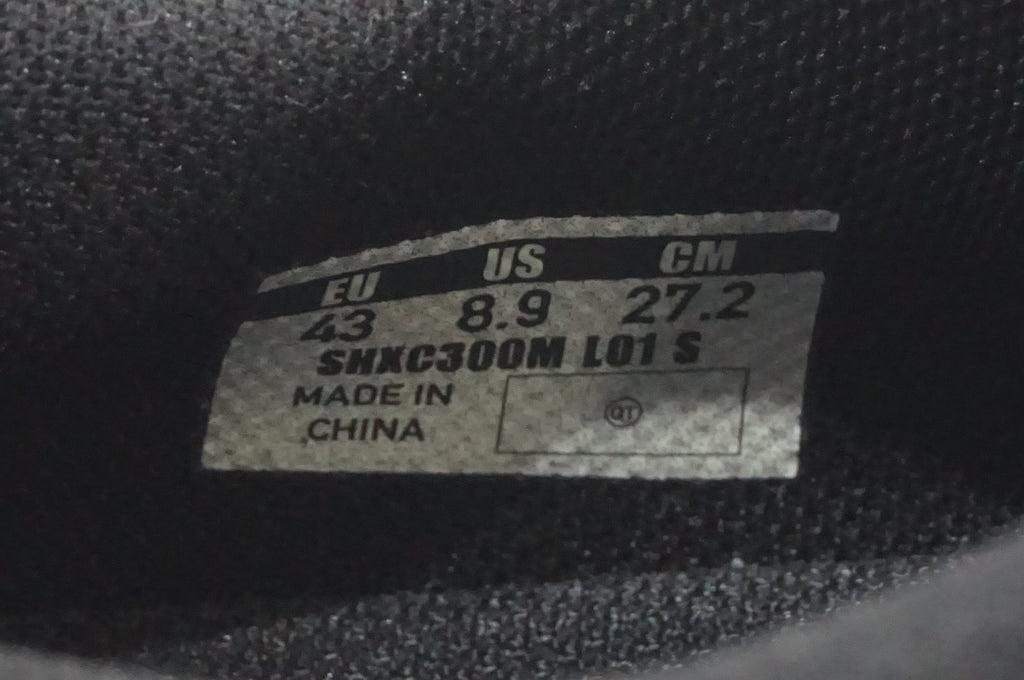 EU US CM
43 8.9 27.2
SHXC300M L01 S
MADE IN
CHINA
QT